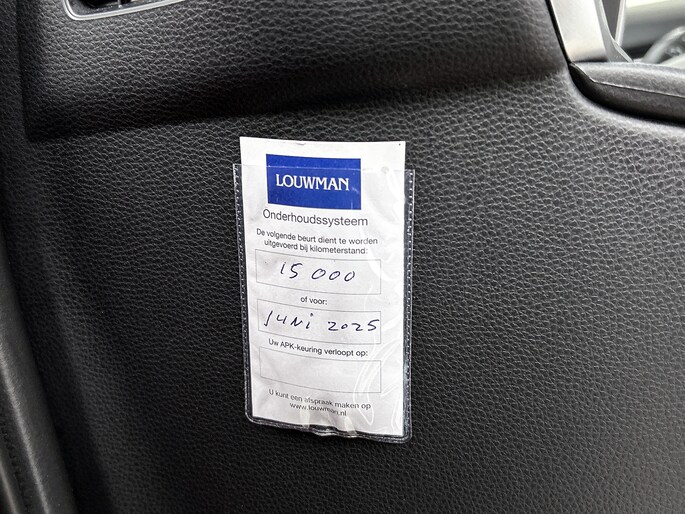 LOUWMAN
Onderhoudssysteem
De volgende beurt dient te worden
uitgevoerd bij kilometerstand:
15 000
of voor:
JUNi 2025
Uw APK-keuring verloopt op:
U kunt een afspraak maken op
www.louwman.nl